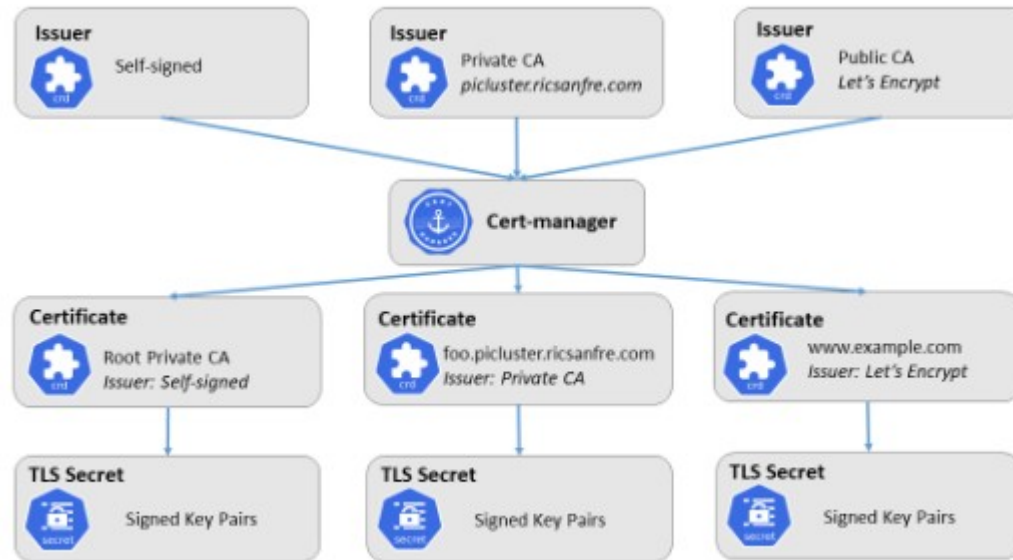 Issuer
Self-signed
crd
Issuer
Private CA
picluster.ricsanfre.com
crd
Issuer
Public CA
Let's Encrypt
crd
CERT
MANAGER
Cert-manager
Certificate
Root Private CA
Issuer: Self-signed
crd
Certificate
foo.picluster.ricsanfre.com
Issuer: Private CA
crd
Certificate
www.example.com
Issuer: Let's Encrypt
crd
TLS Secret
Signed Key Pairs
secret
TLS Secret
Signed Key Pairs
secret
TLS Secret
Signed Key Pairs
secret